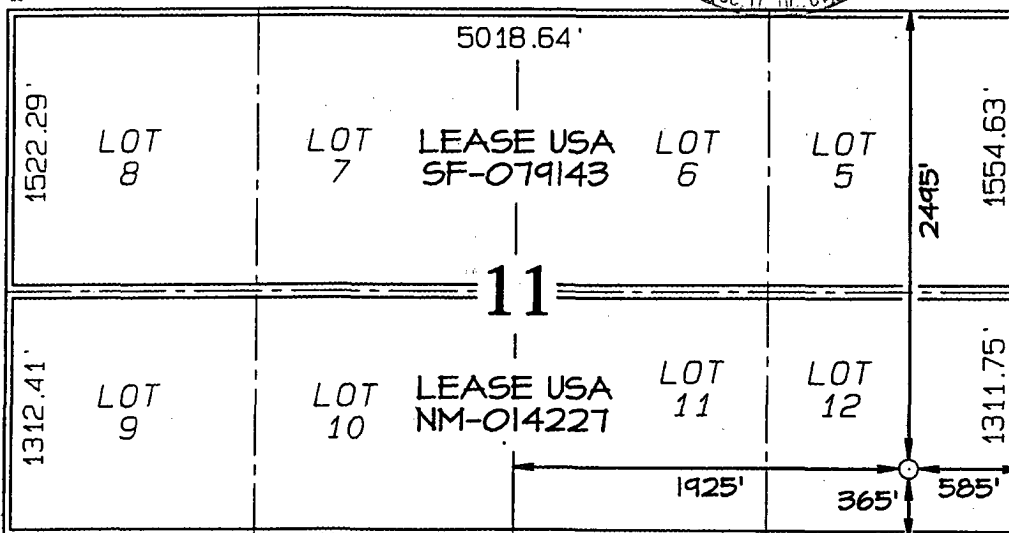 5018.64'
1522.29'
LOT
8
LOT
7
LEASE USA
SF-079143
LOT
6
LOT
5
2495'
1554.63'
11
1312.41'
LOT
9
LOT
10
LEASE USA
NM-014227
LOT
11
LOT
12
1311.75'
1925'
365'
585'